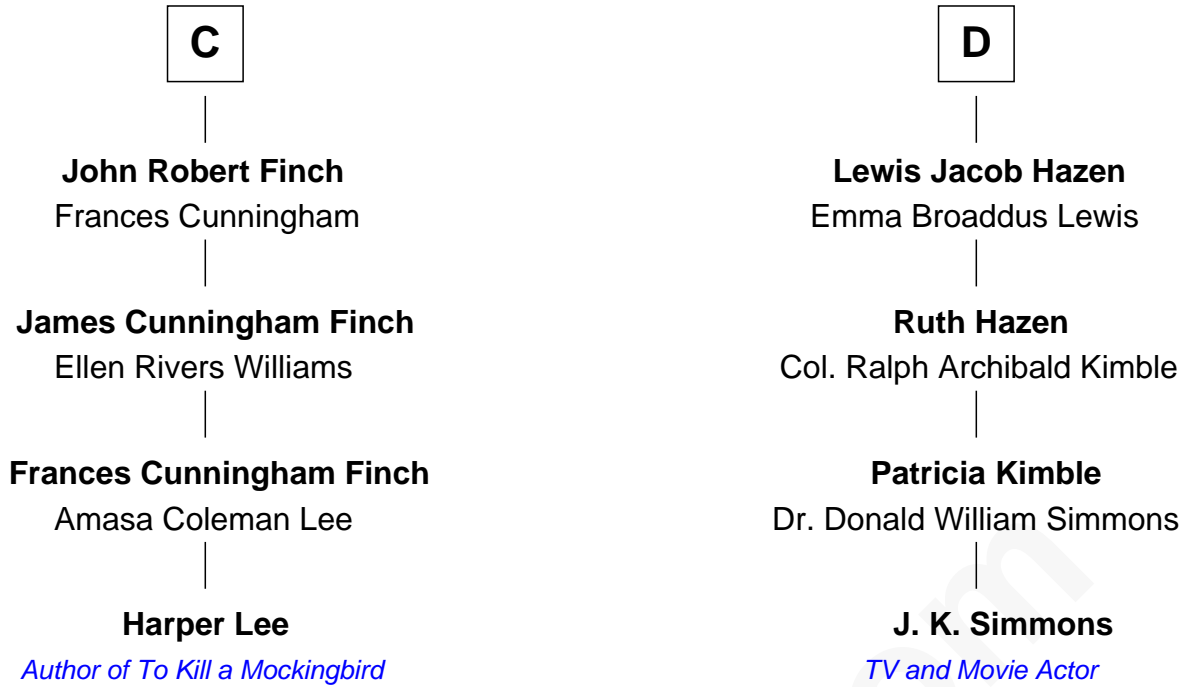 C
John Robert Finch
Frances Cunningham
James Cunningham Finch
Ellen Rivers Williams
Frances Cunningham Finch
Amasa Coleman Lee
Harper Lee
Author of To Kill a Mockingbird
D
Lewis Jacob Hazen
Emma Broaddus Lewis
Ruth Hazen
Col. Ralph Archibald Kimble
Patricia Kimble
Dr. Donald William Simmons
J. K. Simmons
TV and Movie Actor